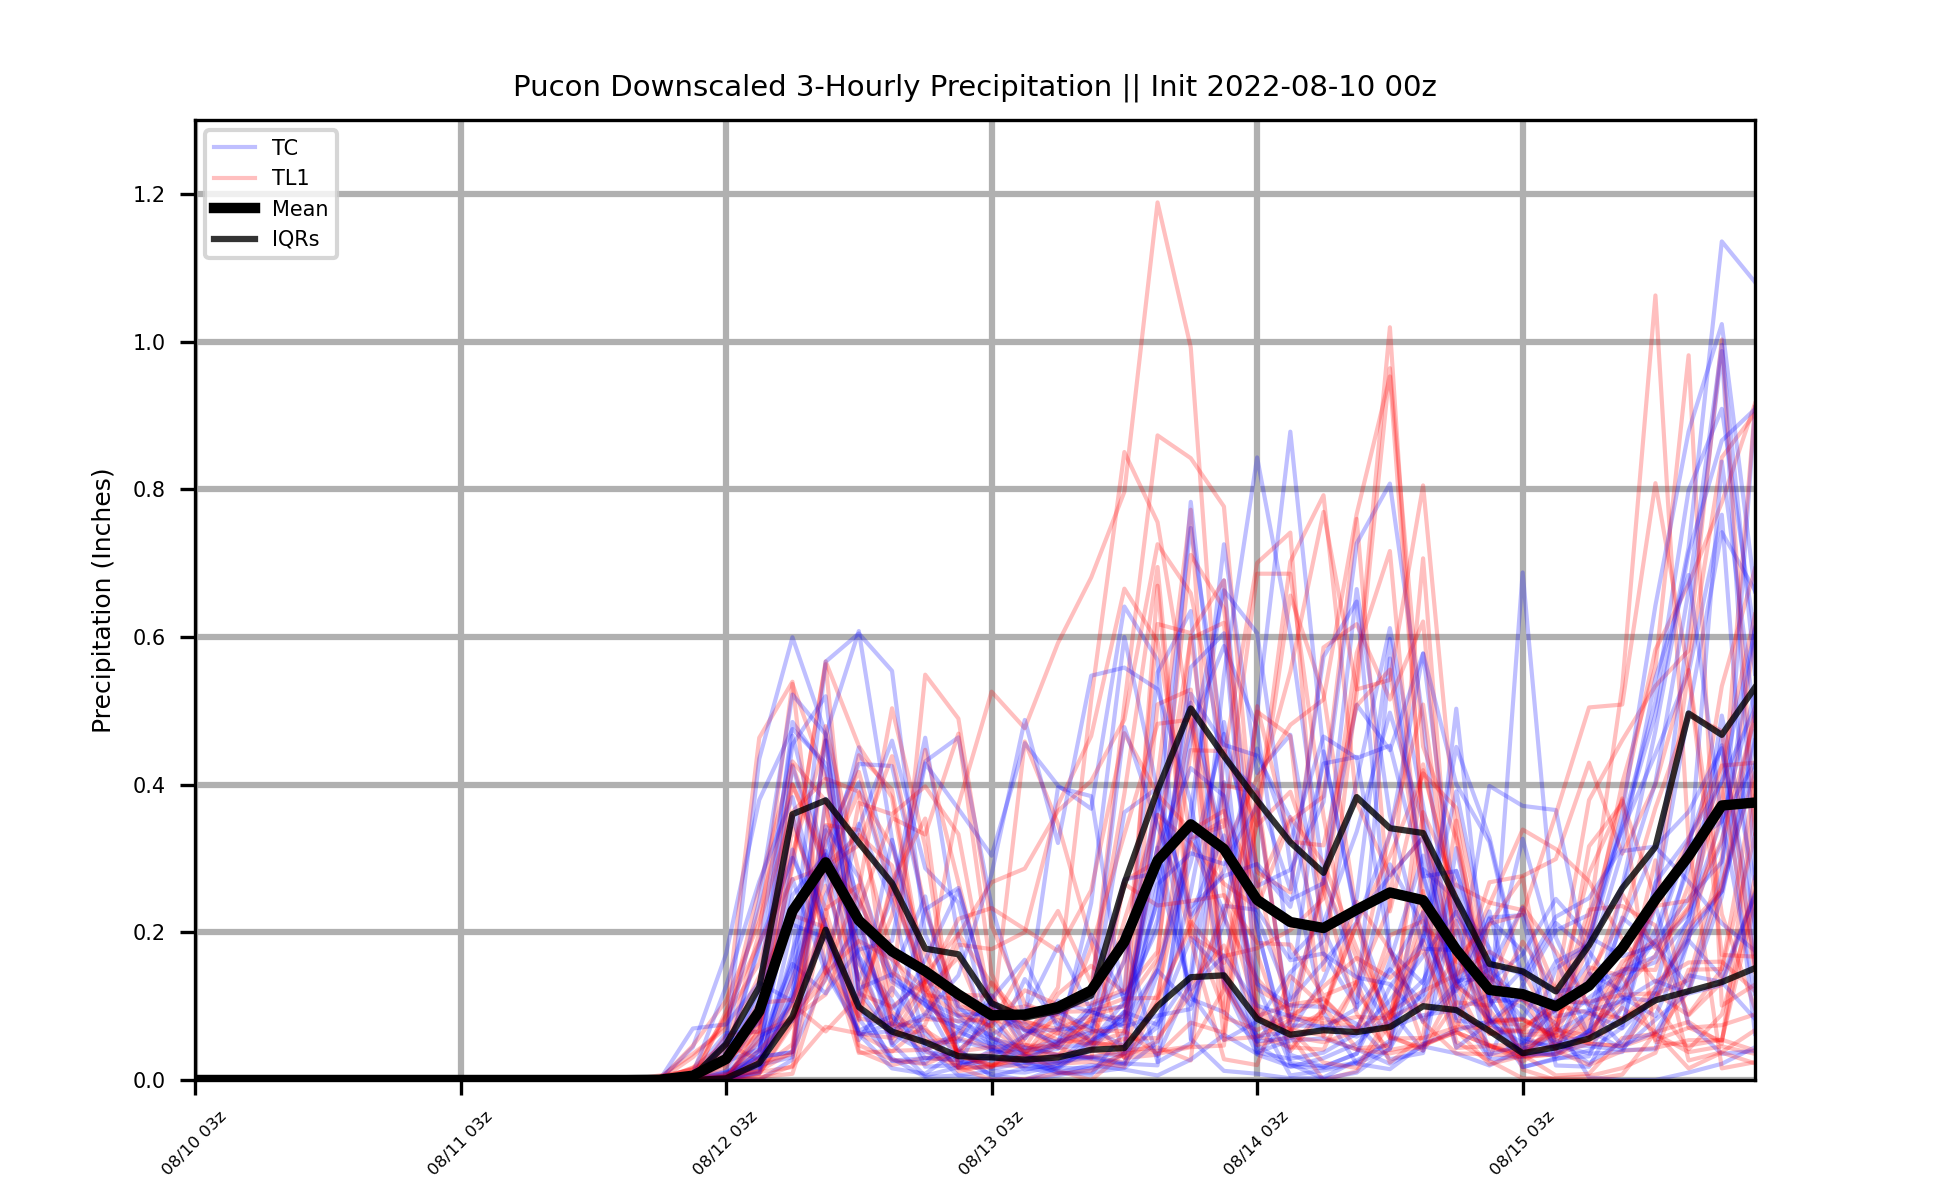 Pucon Downscaled 3-Hourly Precipitation || Init 2022-08-10 00z
TC
TL1
Mean
IQRs
Precipitation (Inches)
1.2
1.0
0.8
0.6
0.4
0.2
0.0
08/10 03z
08/11 03z
08/12 03z
08/13 03z
08/14 03z
08/15 03z